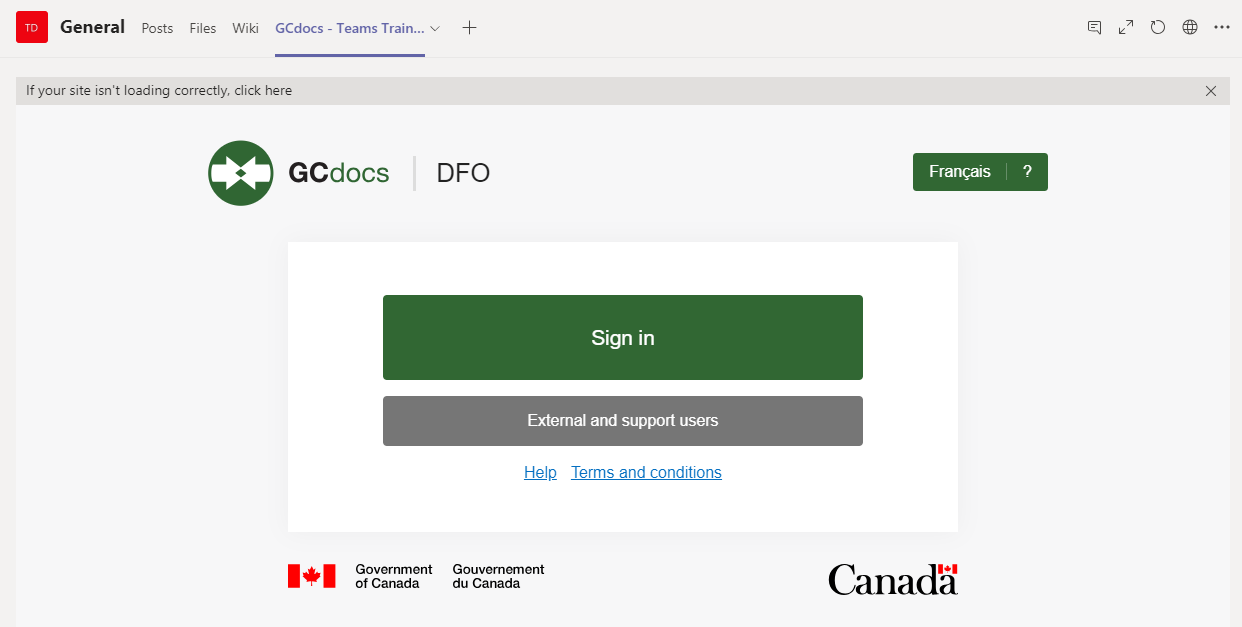 TD General Posts Files Wiki GCdocs - Teams Train...
If your site isn't loading correctly, click here
GCdocs DFO
Français ?
Sign in
External and support users
Help Terms and conditions
Government of Canada
Gouvernement du Canada
Canada